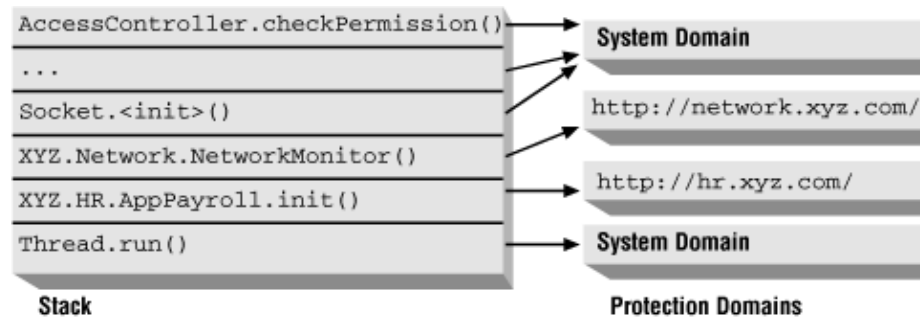 AccessController.checkPermission()
...
Socket.<init>()
XYZ.Network.NetworkMonitor()
XYZ.HR.AppPayroll.init()
Thread.run()
Stack
System Domain
http://network.xyz.com/
http://hr.xyz.com/
System Domain
Protection Domains